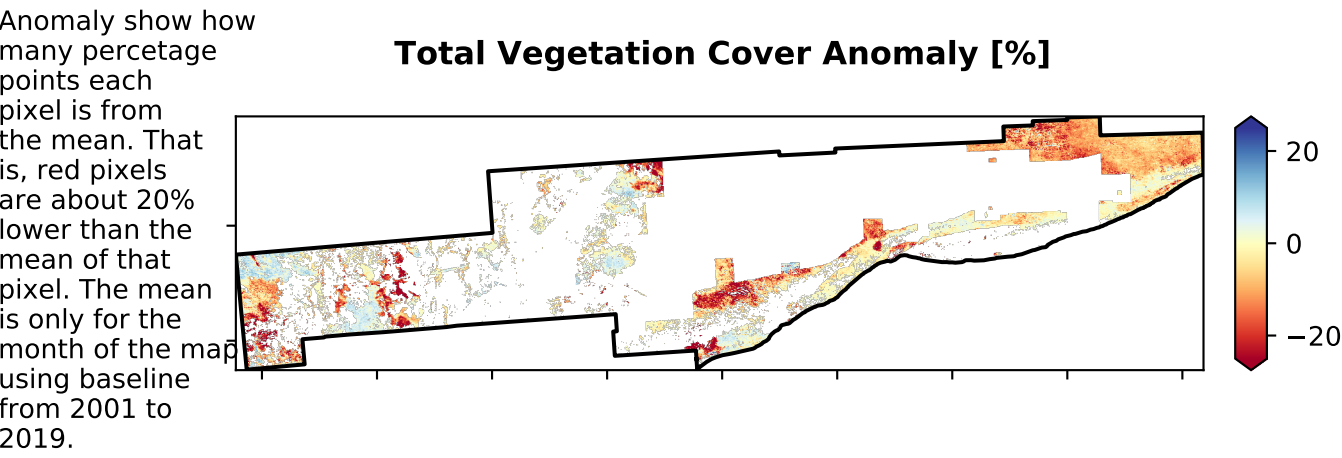 Anomaly show how
many percetage
points each
pixel is from
the mean. That
is, red pixels
are about 20%
lower than the
mean of that
pixel. The mean
is only for the
month of the map
using baseline
from 2001 to
2019.
Total Vegetation Cover Anomaly [%]
20
0
−20